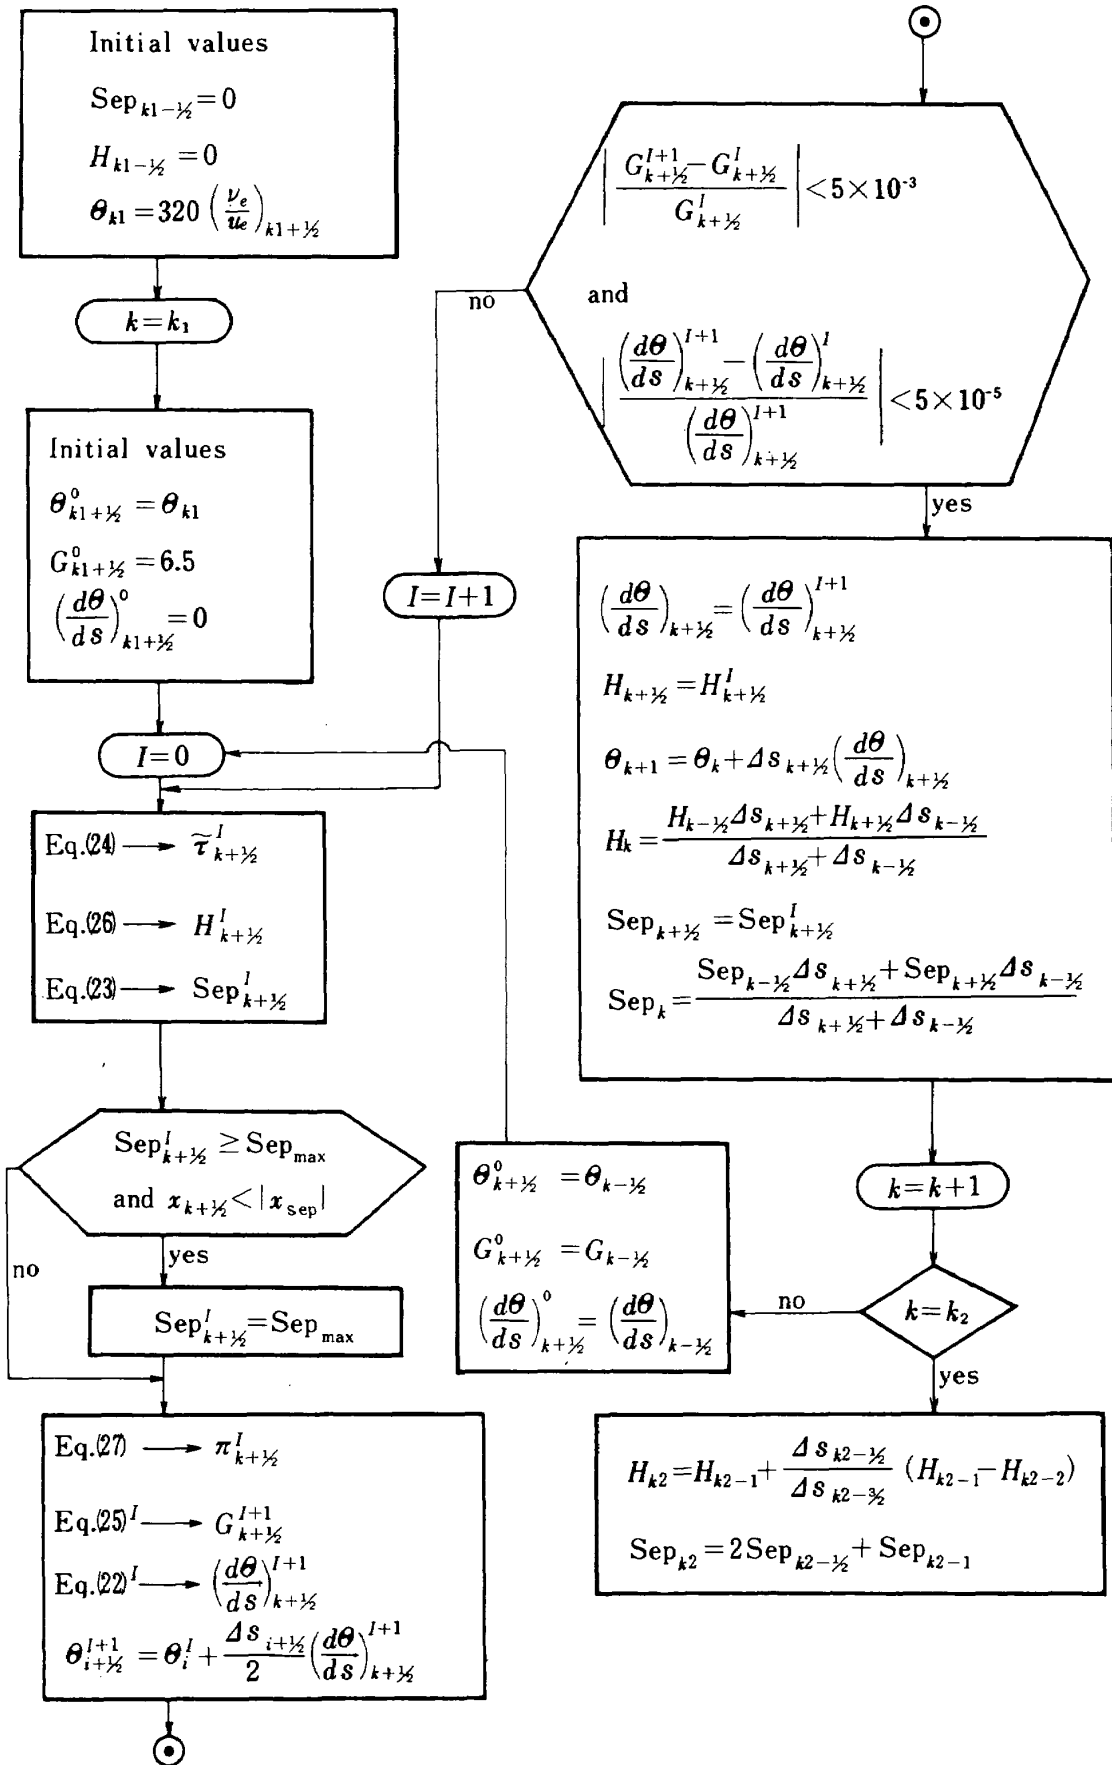 Initial values
Sep_{k1-½} = 0
H_{k1-½} = 0
Θ_{k1} = 320 (ν_e/u_e)_{k1+½}
k = k₁
Initial values
Θ⁰_{k1+½} = Θ_{k1}
G⁰_{k1+½} = 6.5
(dΘ/ds)⁰_{k1+½} = 0
I = 0
Eq.(24) → τ̃^I_{k+½}
Eq.(26) → H^I_{k+½}
Eq.(23) → Sep^I_{k+½}
Sep^I_{k+½} ≥ Sep_max
and x_{k+½} < |x_sep|
no
yes
Sep^I_{k+½} = Sep_max
Eq.(27) → π^I_{k+½}
Eq.(25)^I → G^{I+1}_{k+½}
Eq.(22)^I → (dΘ/ds)^{I+1}_{k+½}
Θ^{I+1}_{i+½} = Θ^I_i + Δs_{i+½}/2 (dΘ/ds)^{I+1}_{k+½}
|(G^{I+1}_{k+½} - G^I_{k+½})/G^I_{k+½}| < 5×10^{-3}
and
|((dΘ/ds)^{I+1}_{k+½} - (dΘ/ds)^I_{k+½})/(dΘ/ds)^{I+1}_{k+½}| < 5×10^{-5}
no
yes
I = I+1
(dΘ/ds)_{k+½} = (dΘ/ds)^{I+1}_{k+½}
H_{k+½} = H^I_{k+½}
Θ_{k+1} = Θ_k + Δs_{k+½} (dΘ/ds)_{k+½}
H_k = (H_{k-½} Δs_{k+½} + H_{k+½} Δs_{k-½})/(Δs_{k+½} + Δs_{k-½})
Sep_{k+½} = Sep^I_{k+½}
Sep_k = (Sep_{k-½} Δs_{k+½} + Sep_{k+½} Δs_{k-½})/(Δs_{k+½} + Δs_{k-½})
k = k+1
k = k₂
no
yes
Θ⁰_{k+½} = Θ_{k-½}
G⁰_{k+½} = G_{k-½}
(dΘ/ds)⁰_{k+½} = (dΘ/ds)_{k-½}
H_{k2} = H_{k2-1} + Δs_{k2-½}/Δs_{k2-3/2} (H_{k2-1} - H_{k2-2})
Sep_{k2} = 2Sep_{k2-½} + Sep_{k2-1}